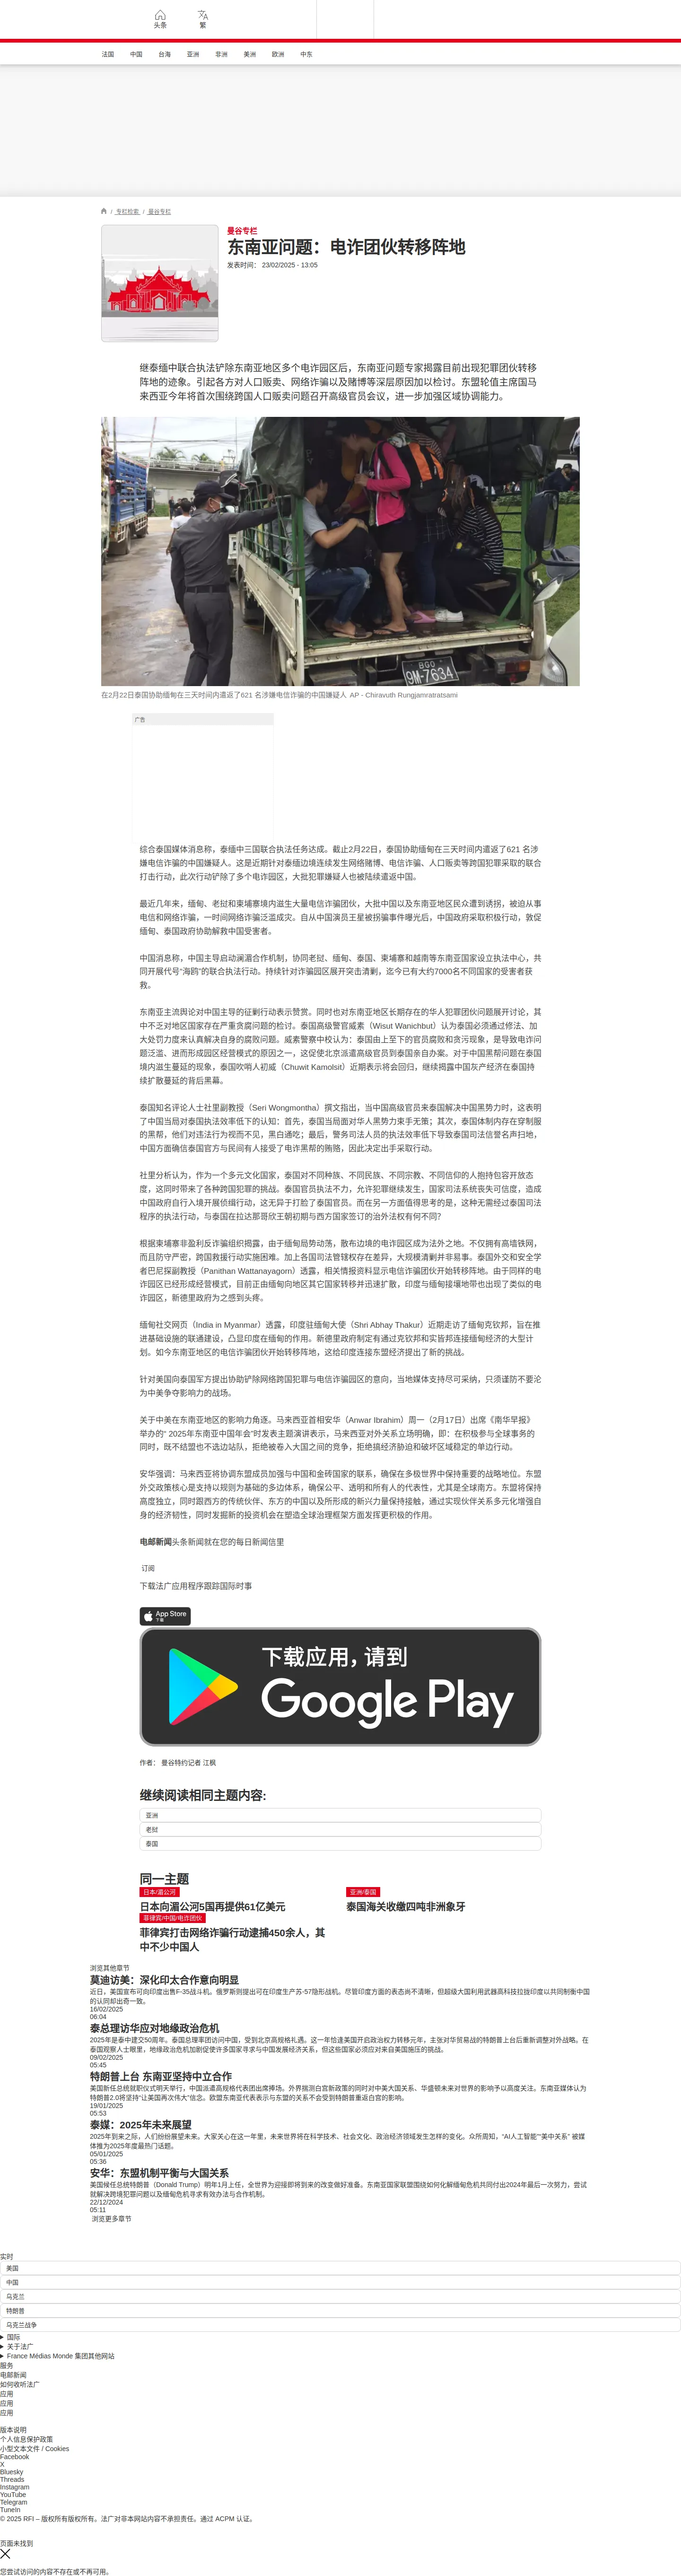 头条
繁
法国 中国 台海 亚洲 非洲 美洲 欧洲 中东
/ 专栏检索 / 曼谷专栏
曼谷专栏
东南亚问题：电诈团伙转移阵地
发表时间： 23/02/2025 - 13:05
继泰缅中联合执法铲除东南亚地区多个电诈园区后，东南亚问题专家揭露目前出现犯罪团伙转移
阵地的迹象。引起各方对人口贩卖、网络诈骗以及赌博等深层原因加以检讨。东盟轮值主席国马
来西亚今年将首次围绕跨国人口贩卖问题召开高级官员会议，进一步加强区域协调能力。
BGO
9M-7634
在2月22日泰国协助缅甸在三天时间内遣返了621 名涉嫌电信诈骗的中国嫌疑人 AP - Chiravuth Rungjamratratsami
广告
综合泰国媒体消息称，泰缅中三国联合执法任务达成。截止2月22日，泰国协助缅甸在三天时间内遣返了621 名涉
嫌电信诈骗的中国嫌疑人。这是近期针对泰缅边境连续发生网络赌博、电信诈骗、人口贩卖等跨国犯罪采取的联合
打击行动，此次行动铲除了多个电诈园区，大批犯罪嫌疑人也被陆续遣返中国。
最近几年来，缅甸、老挝和柬埔寨境内滋生大量电信诈骗团伙，大批中国以及东南亚地区民众遭到诱拐，被迫从事
电信和网络诈骗，一时间网络诈骗泛滥成灾。自从中国演员王星被拐骗事件曝光后，中国政府采取积极行动，敦促
缅甸、泰国政府协助解救中国受害者。
中国消息称，中国主导启动澜湄合作机制，协同老挝、缅甸、泰国、柬埔寨和越南等东南亚国家设立执法中心，共
同开展代号“海鸥”的联合执法行动。持续针对诈骗园区展开突击清剿，迄今已有大约7000名不同国家的受害者获
救。
东南亚主流舆论对中国主导的征剿行动表示赞赏。同时也对东南亚地区长期存在的华人犯罪团伙问题展开讨论，其
中不乏对地区国家存在严重贪腐问题的检讨。泰国高级警官威素（Wisut Wanichbut）认为泰国必须通过修法、加
大处罚力度来认真解决自身的腐败问题。威素警察中校认为：泰国由上至下的官员腐败和贪污现象，是导致电诈问
题泛滥、进而形成园区经营模式的原因之一，这促使北京派遣高级官员到泰国亲自办案。对于中国黑帮问题在泰国
境内滋生蔓延的现象，泰国吹哨人初威（Chuwit Kamolsit）近期表示将会回归，继续揭露中国灰产经济在泰国持
续扩散蔓延的背后黑幕。
泰国知名评论人士社里副教授（Seri Wongmontha）撰文指出，当中国高级官员来泰国解决中国黑势力时，这表明
了中国当局对泰国执法效率低下的认知：首先，泰国当局面对华人黑势力束手无策；其次，泰国体制内存在穿制服
的黑帮，他们对违法行为视而不见，黑白通吃；最后，警务司法人员的执法效率低下导致泰国司法信誉名声扫地，
中国方面确信泰国官方与民间有人接受了电诈黑帮的贿赂，因此决定出手采取行动。
社里分析认为，作为一个多元文化国家，泰国对不同种族、不同民族、不同宗教、不同信仰的人抱持包容开放态
度，这同时带来了各种跨国犯罪的挑战。泰国官员执法不力，允许犯罪继续发生，国家司法系统丧失可信度，造成
中国政府自行入境开展侦缉行动，这无异于打脸了泰国官员。而在另一方面值得思考的是，这种无需经过泰国司法
程序的执法行动，与泰国在拉达那哥欣王朝初期与西方国家签订的治外法权有何不同?
根据柬埔寨非盈利反诈骗组织揭露，由于缅甸局势动荡，散布边境的电诈园区成为法外之地。不仅拥有高墙铁网，
而且防守严密，跨国救援行动实施困难。加上各国司法管辖权存在差异，大规模清剿并非易事。泰国外交和安全学
者巴尼探副教授（Panithan Wattanayagorn）透露，相关情报资料显示电信诈骗团伙开始转移阵地。由于同样的电
诈园区已经形成经营模式，目前正由缅甸向地区其它国家转移并迅速扩散，印度与缅甸接壤地带也出现了类似的电
诈园区，新德里政府为之感到头疼。
缅甸社交网页（India in Myanmar）透露，印度驻缅甸大使（Shri Abhay Thakur）近期走访了缅甸克钦邦，旨在推
进基础设施的联通建设，凸显印度在缅甸的作用。新德里政府制定有通过克钦邦和实皆邦连接缅甸经济的大型计
划。如今东南亚地区的电信诈骗团伙开始转移阵地，这给印度连接东盟经济提出了新的挑战。
针对美国向泰国军方提出协助铲除网络跨国犯罪与电信诈骗园区的意向，当地媒体支持尽可采纳，只须谨防不要沦
为中美争夺影响力的战场。
关于中美在东南亚地区的影响力角逐。马来西亚首相安华（Anwar Ibrahim）周一（2月17日）出席《南华早报》
举办的“ 2025年东南亚中国年会”时发表主题演讲表示，马来西亚对外关系立场明确，即：在积极参与全球事务的
同时，既不结盟也不选边站队，拒绝被卷入大国之间的竞争，拒绝搞经济胁迫和破坏区域稳定的单边行动。
安华强调：马来西亚将协调东盟成员加强与中国和金砖国家的联系，确保在多极世界中保持重要的战略地位。东盟
外交政策核心是支持以规则为基础的多边体系，确保公平、透明和所有人的代表性，尤其是全球南方。东盟将保持
高度独立，同时跟西方的传统伙伴、东方的中国以及所形成的新兴力量保持接触，通过实现伙伴关系多元化增强自
身的经济韧性，同时发掘新的投资机会在塑造全球治理框架方面发挥更积极的作用。
电邮新闻头条新闻就在您的每日新闻信里
订阅
下载法广应用程序跟踪国际时事
App Store
下载
下载应用，请到
Google Play
作者： 曼谷特约记者 江枫
继续阅读相同主题内容:
亚洲
老挝
泰国
同一主题
日本/湄公河
日本向湄公河5国再提供61亿美元
亚洲/泰国
泰国海关收缴四吨非洲象牙
菲律宾/中国/电诈团伙
菲律宾打击网络诈骗行动逮捕450余人，其
中不少中国人
浏览其他章节
莫迪访美：深化印太合作意向明显
近日，美国宣布可向印度出售F-35战斗机。俄罗斯则提出可在印度生产苏-57隐形战机。尽管印度方面的表态尚不清晰，但超级大国利用武器高科技拉拢印度以共同制衡中国
的认同却出奇一致。
16/02/2025
06:04
泰总理访华应对地缘政治危机
2025年是泰中建交50周年。泰国总理率团访问中国，受到北京高规格礼遇。这一年恰逢美国开启政治权力转移元年，主张对华贸易战的特朗普上台后重新调整对外战略。在
泰国观察人士眼里，地缘政治危机加剧促使许多国家寻求与中国发展经济关系，但这些国家必须应对来自美国施压的挑战。
09/02/2025
05:45
特朗普上台 东南亚坚持中立合作
美国新任总统就职仪式明天举行，中国派遣高规格代表团出席捧场。外界揣测白宫新政策的同时对中美大国关系、华盛顿未来对世界的影响予以高度关注。东南亚媒体认为
特朗普2.0将坚持“让美国再次伟大”信念。欧盟东南亚代表表示与东盟的关系不会受到特朗普重返白宫的影响。
19/01/2025
05:53
泰媒：2025年未来展望
2025年到来之际，人们纷纷展望未来。大家关心在这一年里，未来世界将在科学技术、社会文化、政治经济领域发生怎样的变化。众所周知，“AI人工智能”“美中关系” 被媒
体推为2025年度最热门话题。
05/01/2025
05:36
安华：东盟机制平衡与大国关系
美国候任总统特朗普（Donald Trump）明年1月上任，全世界为迎接即将到来的改变做好准备。东南亚国家联盟围绕如何化解缅甸危机共同付出2024年最后一次努力，尝试
就解决跨境犯罪问题以及缅甸危机寻求有效办法与合作机制。
22/12/2024
05:11
浏览更多章节
实时
美国
中国
乌克兰
特朗普
乌克兰战争
国际
关于法广
France Médias Monde 集团其他网站
服务
电邮新闻
如何收听法广
应用
应用
应用
版本说明
个人信息保护政策
小型文本文件 / Cookies
Facebook
X
Bluesky
Threads
Instagram
YouTube
Telegram
TuneIn
© 2025 RFI – 版权所有版权所有。法广对非本网站内容不承担责任。通过 ACPM 认证。
页面未找到
您尝试访问的内容不存在或不再可用。